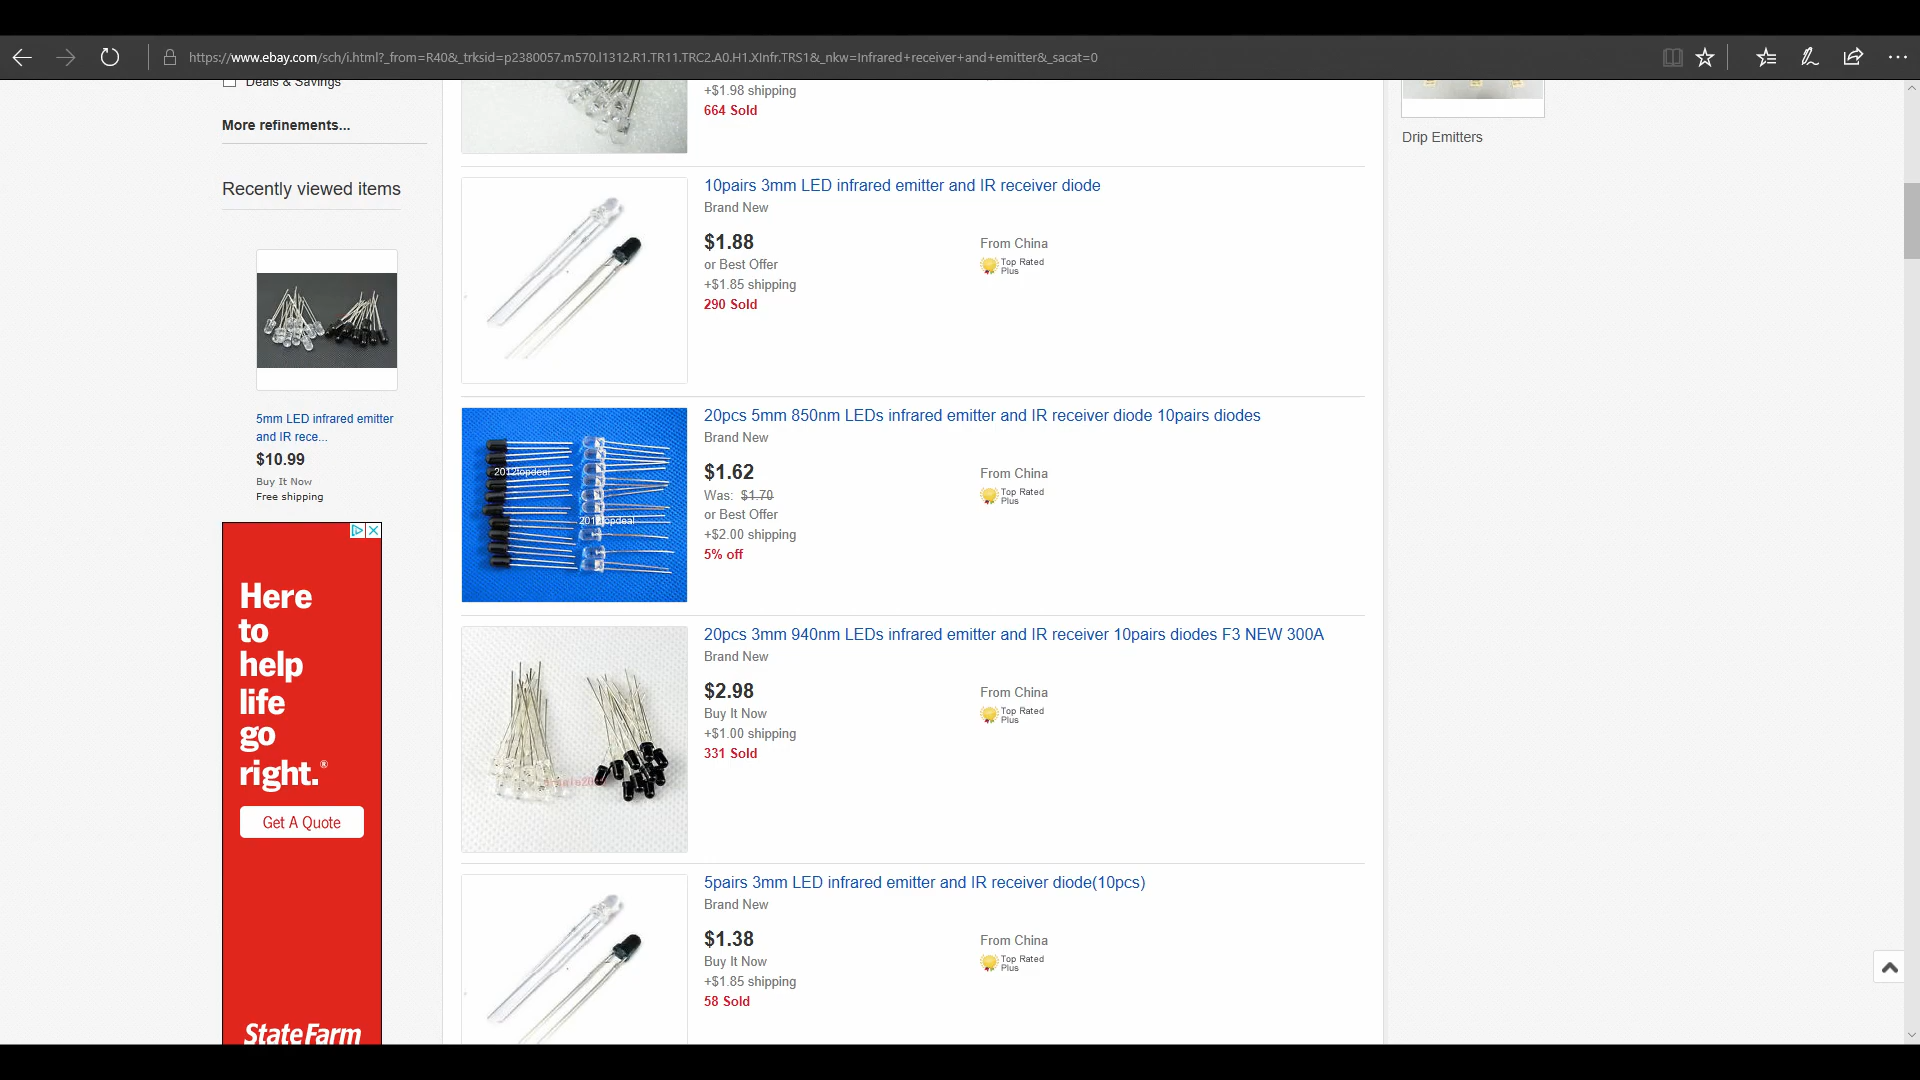 https://www.ebay.com/sch/i.html?_from=R40&_trksid=p2380057.m570.l1312.R1.TR11.TRC2.A0.H1.XInfr.TRS1&_nkw=Infrared+receiver+and+emitter&_sacat=0
Deals & Savings
More refinements...
Recently viewed items
5mm LED infrared emitter
and IR rece...
$10.99
Buy It Now
Free shipping
Here
to
help
life
go
right.®
Get A Quote
StateFarm
+$1.98 shipping
664 Sold
10pairs 3mm LED infrared emitter and IR receiver diode
Brand New
$1.88
From China
or Best Offer
Top Rated
Plus
+$1.85 shipping
290 Sold
20pcs 5mm 850nm LEDs infrared emitter and IR receiver diode 10pairs diodes
Brand New
2012topdeal
2012topdeal
$1.62
From China
Was: $1.70
Top Rated
Plus
or Best Offer
+$2.00 shipping
5% off
20pcs 3mm 940nm LEDs infrared emitter and IR receiver 10pairs diodes F3 NEW 300A
Brand New
$2.98
From China
Buy It Now
Top Rated
Plus
+$1.00 shipping
331 Sold
5pairs 3mm LED infrared emitter and IR receiver diode(10pcs)
Brand New
$1.38
From China
Buy It Now
Top Rated
Plus
+$1.85 shipping
58 Sold
Drip Emitters